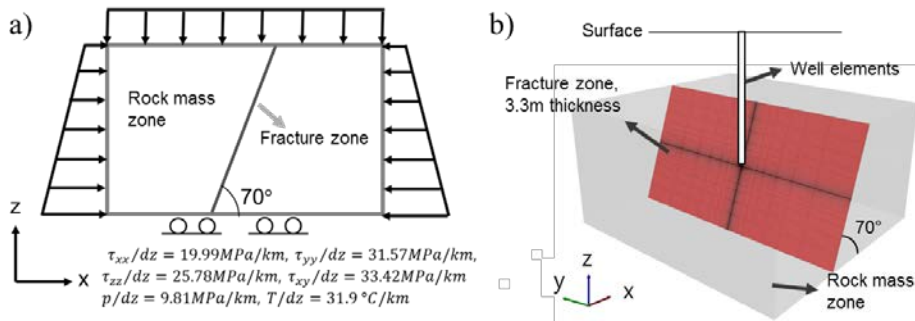 a)
Rock mass
zone
Fracture zone
70°
z
x
τxx/dz = 19.99MPa/km, τyy/dz = 31.57MPa/km,
τzz/dz = 25.78MPa/km, τxy/dz = 33.42MPa/km
p/dz = 9.81MPa/km, T/dz = 31.9 °C/km
b)
Surface
Well elements
Fracture zone,
3.3m thickness
70°
Rock mass
zone
z
y
x